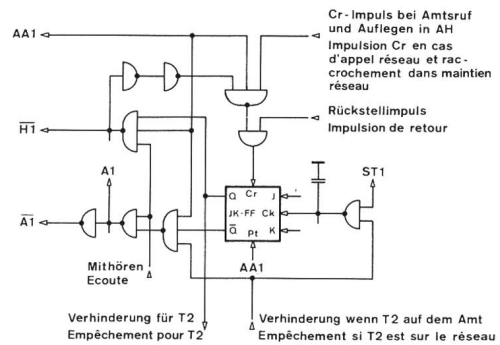 Cr-Impuls bei Amtsruf
und Auflegen in AH
Impulsion Cr en cas
d'appel réseau et rac-
crochement dans maintien
réseau
AA1
Rückstellimpuls
Impulsion de retour
H1
A1
ST1
Q Cr J
JK-FF Ck
Q Pt K
A1
AA1
Mithören
Ecoute
Verhinderung für T2
Empêchement pour T2
Verhinderung wenn T2 auf dem Amt
Empêchement si T2 est sur le réseau